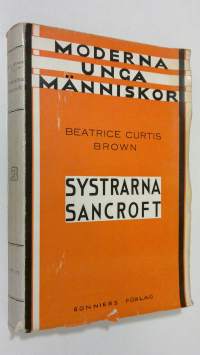 MODERNA
UNGA
MÄNNISKOR
BEATRICE CURTIS
BROWN
SYSTRARNA
SANCROFT
BONNIERS FÖRLAG